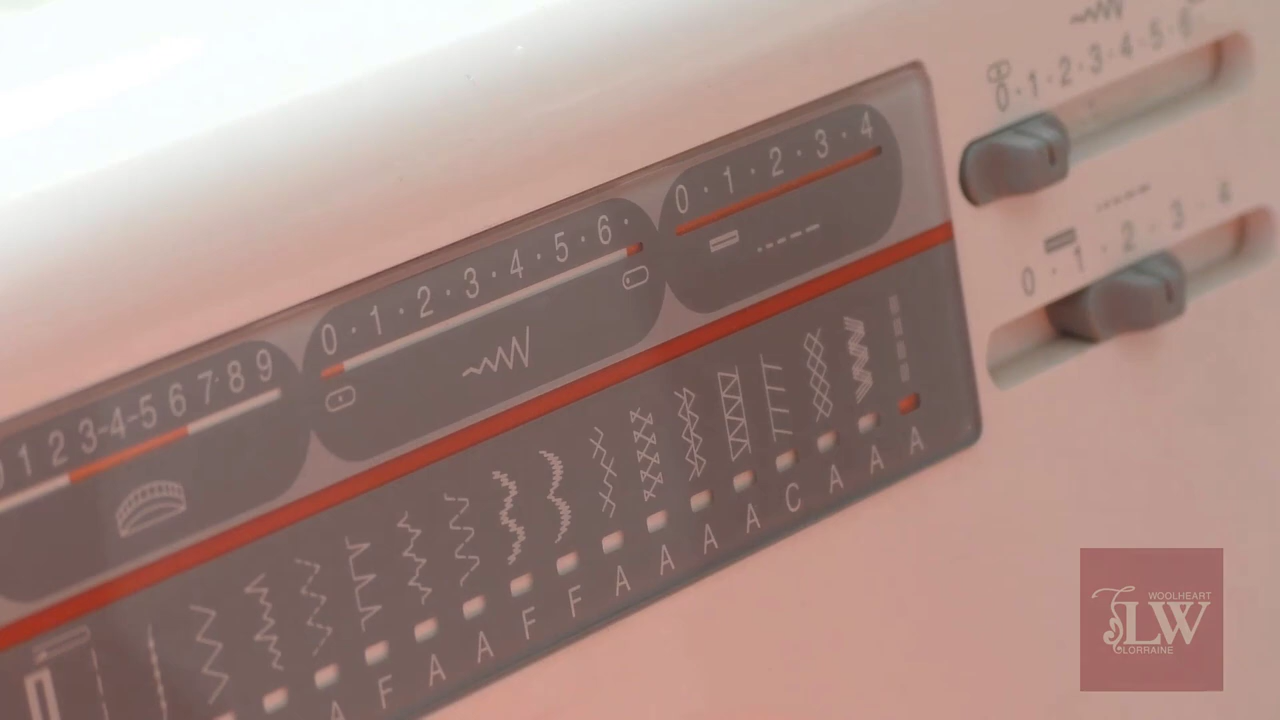 0 · 1 · 2 · 3 · 4 · 5 · 6
0 · 1 · 2 · 3 · 4
0 · 1 · 2 · 3 · 4
0 · 1 · 2 · 3 · 4 · 5 · 6 ·
1 2 3-4-5 6 7 8 9
A F A A F F A A A A C A A A
WOOLHEART
LW
LORRAINE